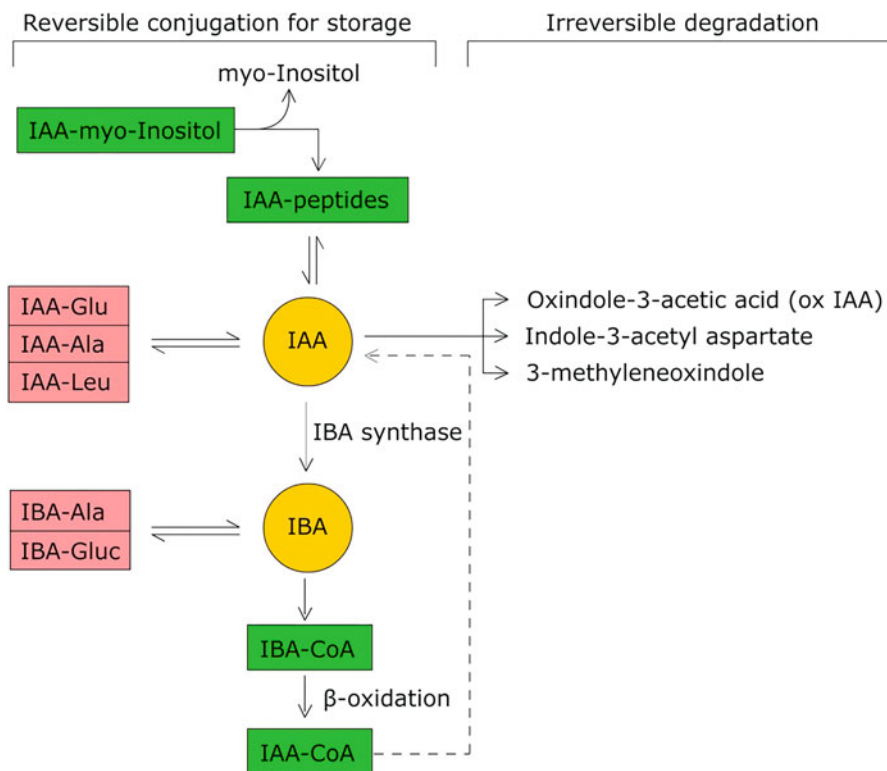 Reversible conjugation for storage
Irreversible degradation
myo-Inositol
IAA-myo-Inositol
IAA-peptides
IAA-Glu
IAA-Ala
IAA-Leu
IAA
Oxindole-3-acetic acid (ox IAA)
Indole-3-acetyl aspartate
3-methyleneoxindole
IBA synthase
IBA-Ala
IBA-Gluc
IBA
IBA-CoA
β-oxidation
IAA-CoA